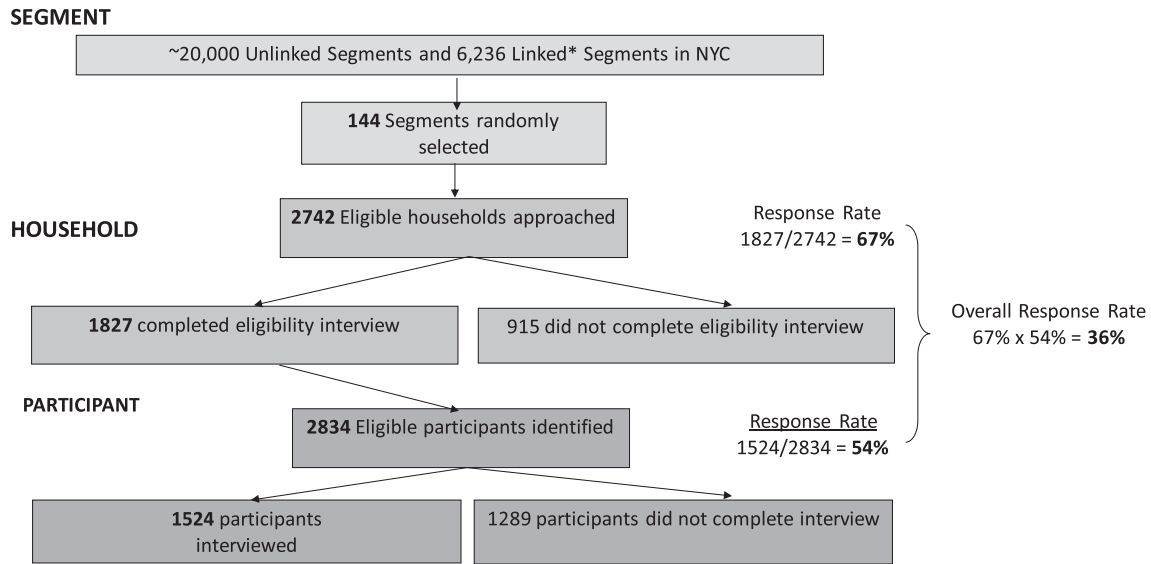 SEGMENT
~20,000 Unlinked Segments and 6,236 Linked* Segments in NYC
144 Segments randomly
selected
HOUSEHOLD
2742 Eligible households approached
Response Rate
1827/2742 = 67%
1827 completed eligibility interview
915 did not complete eligibility interview
Overall Response Rate
67% x 54% = 36%
PARTICIPANT
2834 Eligible participants identified
Response Rate
1524/2834 = 54%
1524 participants
interviewed
1289 participants did not complete interview